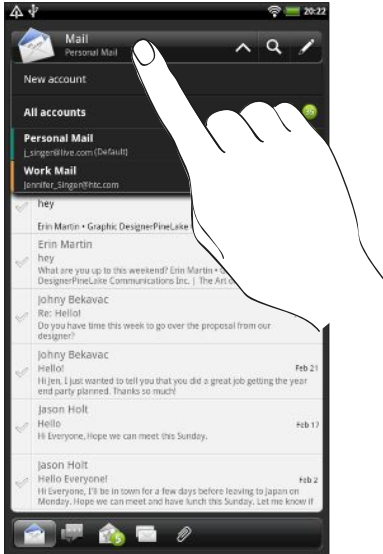 20:22
Mail
Personal Mail
New account
All accounts
Personal Mail
j_singer@live.com (Default)
Work Mail
Jennifer_Singer@htc.com
hey
Erin Martin • Graphic DesignerPineLake
Erin Martin
hey
What are you up to this weekend? Erin Martin •
DesignerPineLake Communications Inc. | The Art
Johny Bekavac
Re: Hello!
Do you have time this week to go over the proposal from our
designer?
Johny Bekavac
Hello! Feb 21
Hi Jen, I just wanted to tell you that you did a great job getting the year
end party planned. Thanks so much!
Jason Holt
Hello Feb 17
Hi Everyone, Hope we can meet this Sunday.
Jason Holt
Hello Everyone! Feb 2
Hi Everyone, I'll be in town for a few days before leaving to Japan on
Monday. Hope we can meet and have lunch this Sunday. Let me know if
5